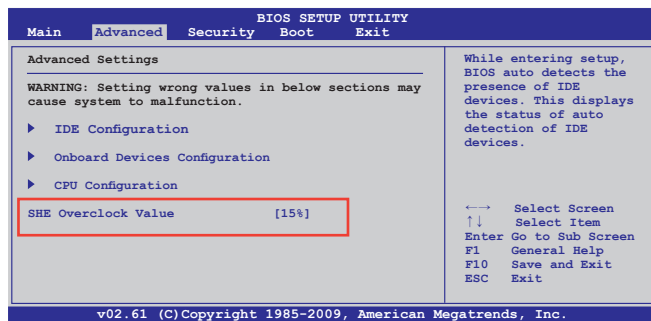 BIOS SETUP UTILITY
Main Advanced Security Boot Exit
Advanced Settings
WARNING: Setting wrong values in below sections may
cause system to malfunction.
IDE Configuration
Onboard Devices Configuration
CPU Configuration
SHE Overclock Value [15%]
While entering setup,
BIOS auto detects the
presence of IDE
devices. This displays
the status of auto
detection of IDE
devices.
←→ Select Screen
↑↓ Select Item
Enter Go to Sub Screen
F1 General Help
F10 Save and Exit
ESC Exit
v02.61 (C)Copyright 1985-2009, American Megatrends, Inc.